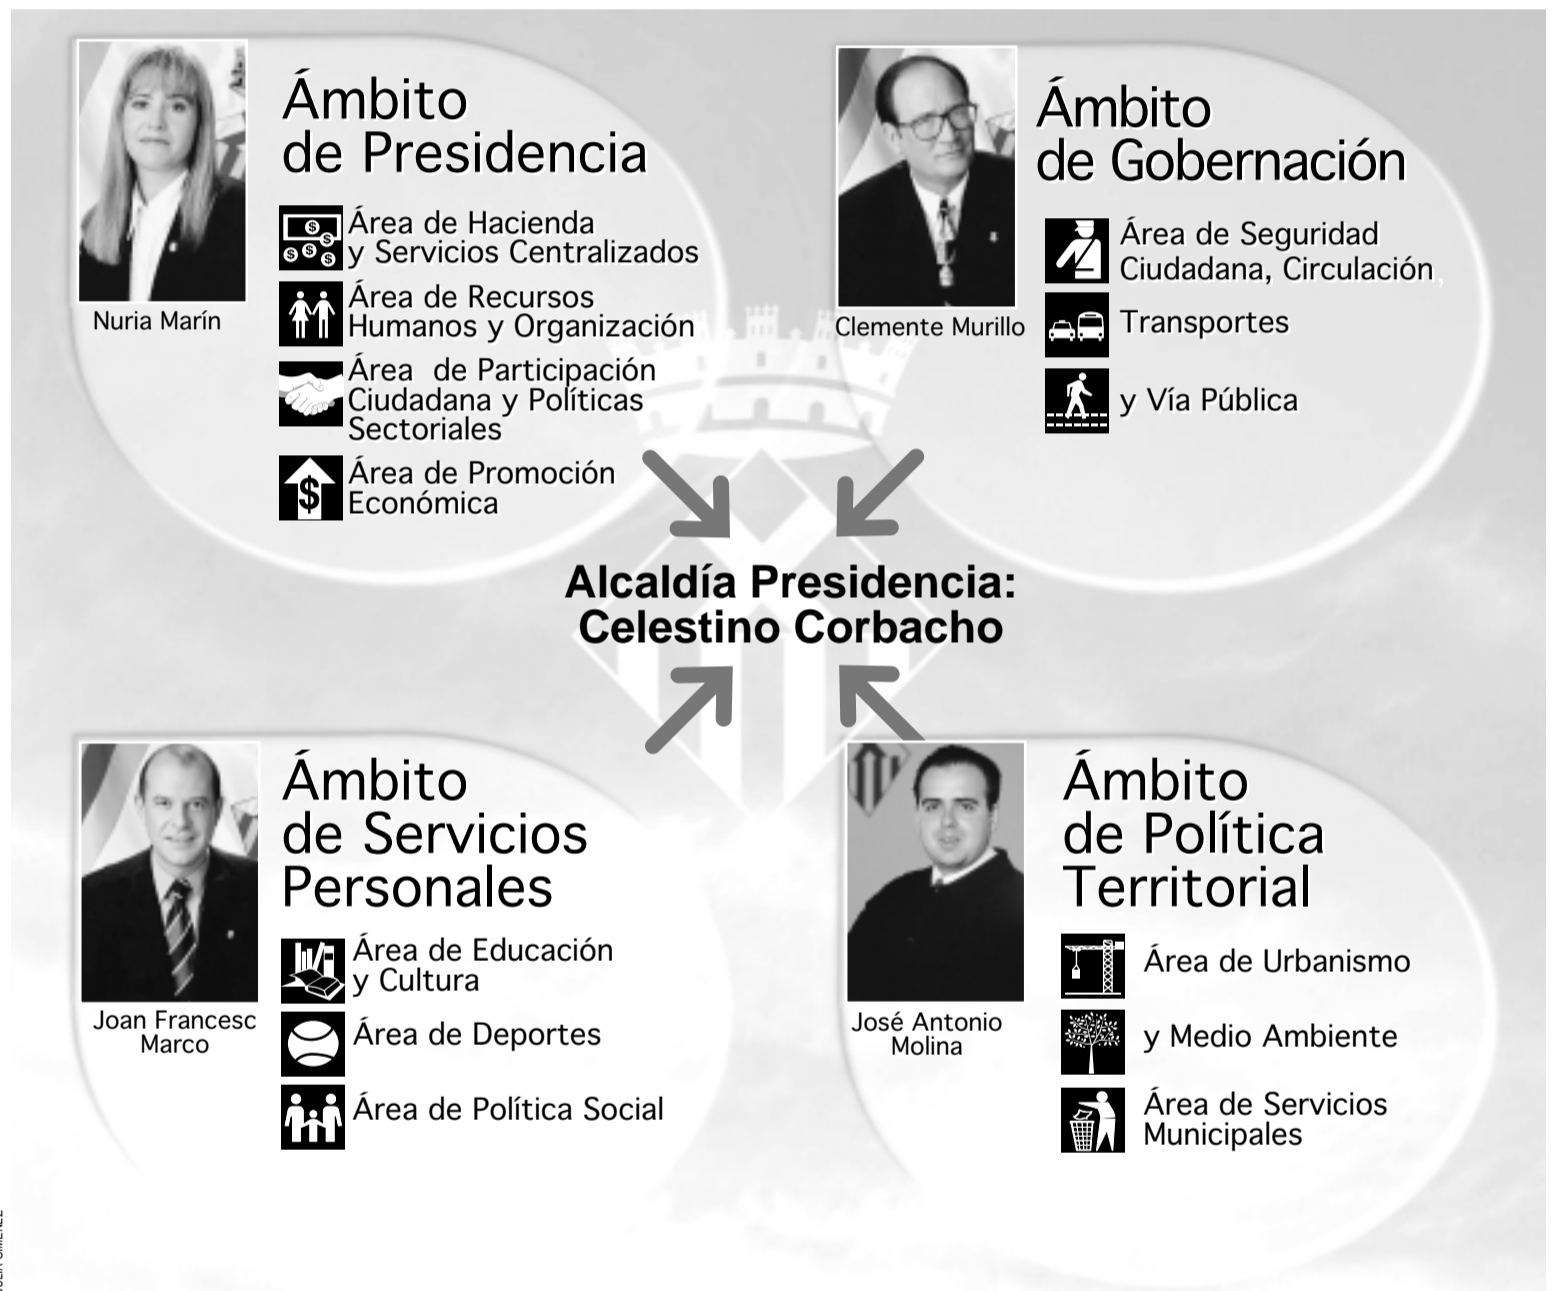 Ámbito
de Presidencia
Área de Hacienda
y Servicios Centralizados
Área de Recursos
Humanos y Organización
Área de Participación
Ciudadana y Políticas
Sectoriales
Área de Promoción
Económica
Nuria Marín
Ámbito
de Gobernación
Área de Seguridad
Ciudadana, Circulación,
Transportes
y Vía Pública
Clemente Murillo
Alcaldía Presidencia:
Celestino Corbacho
Ámbito
de Servicios
Personales
Área de Educación
y Cultura
Área de Deportes
Área de Política Social
Joan Francesc
Marco
Ámbito
de Política
Territorial
Área de Urbanismo
y Medio Ambiente
Área de Servicios
Municipales
José Antonio
Molina